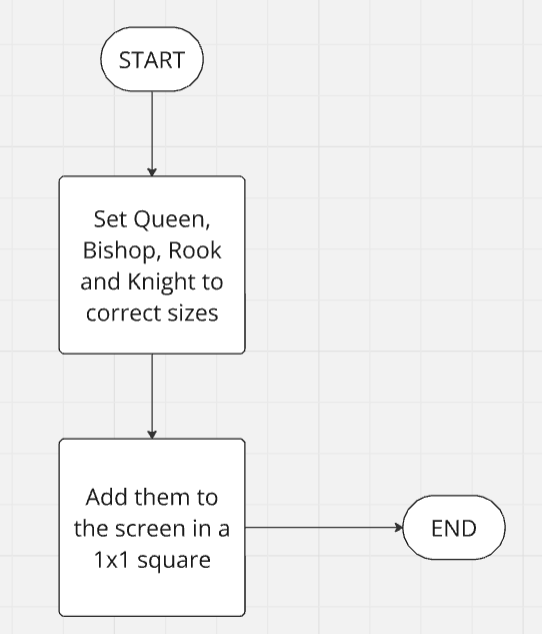 START
Set Queen,
Bishop, Rook
and Knight to
correct sizes
Add them to
the screen in a
1x1 square
END